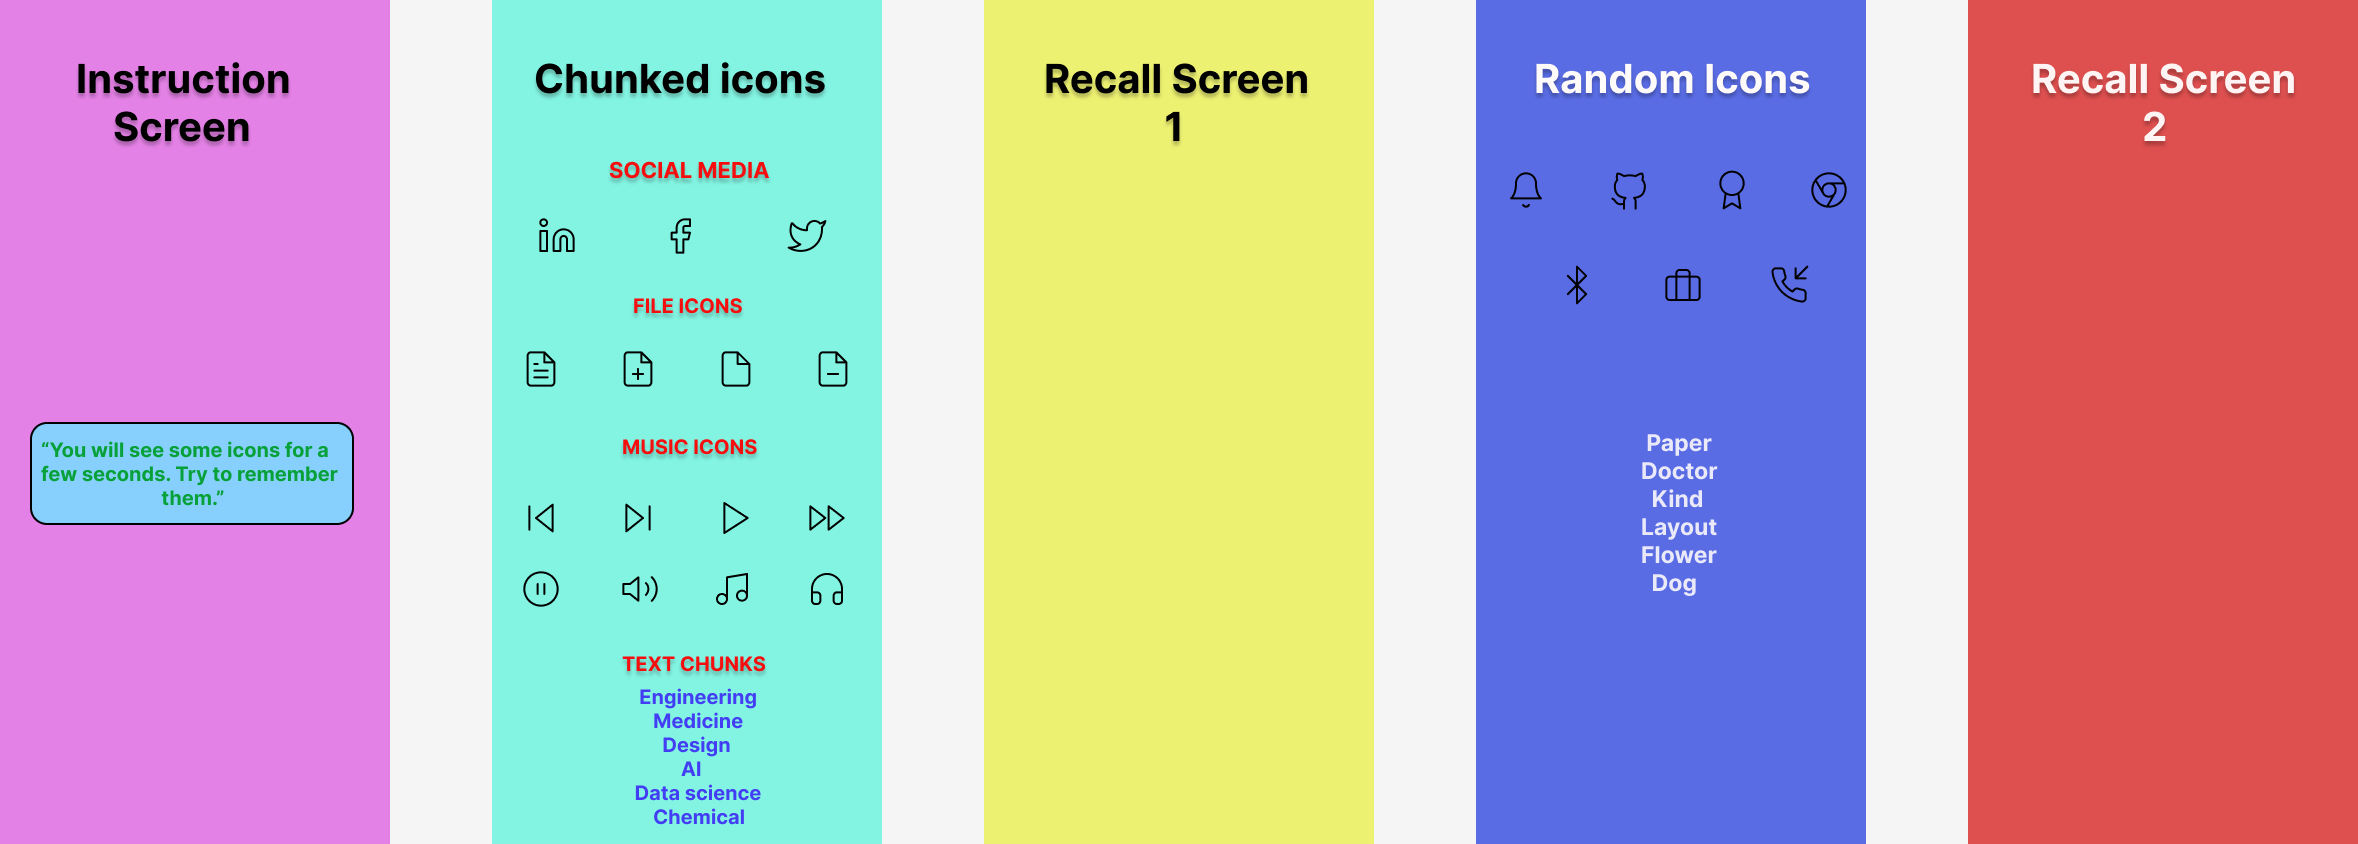 Instruction
Screen
“You will see some icons for a
few seconds. Try to remember
them.”
Chunked icons
SOCIAL MEDIA
FILE ICONS
MUSIC ICONS
TEXT CHUNKS
Engineering
Medicine
Design
AI
Data science
Chemical
Recall Screen
1
Random Icons
Paper
Doctor
Kind
Layout
Flower
Dog
Recall Screen
2